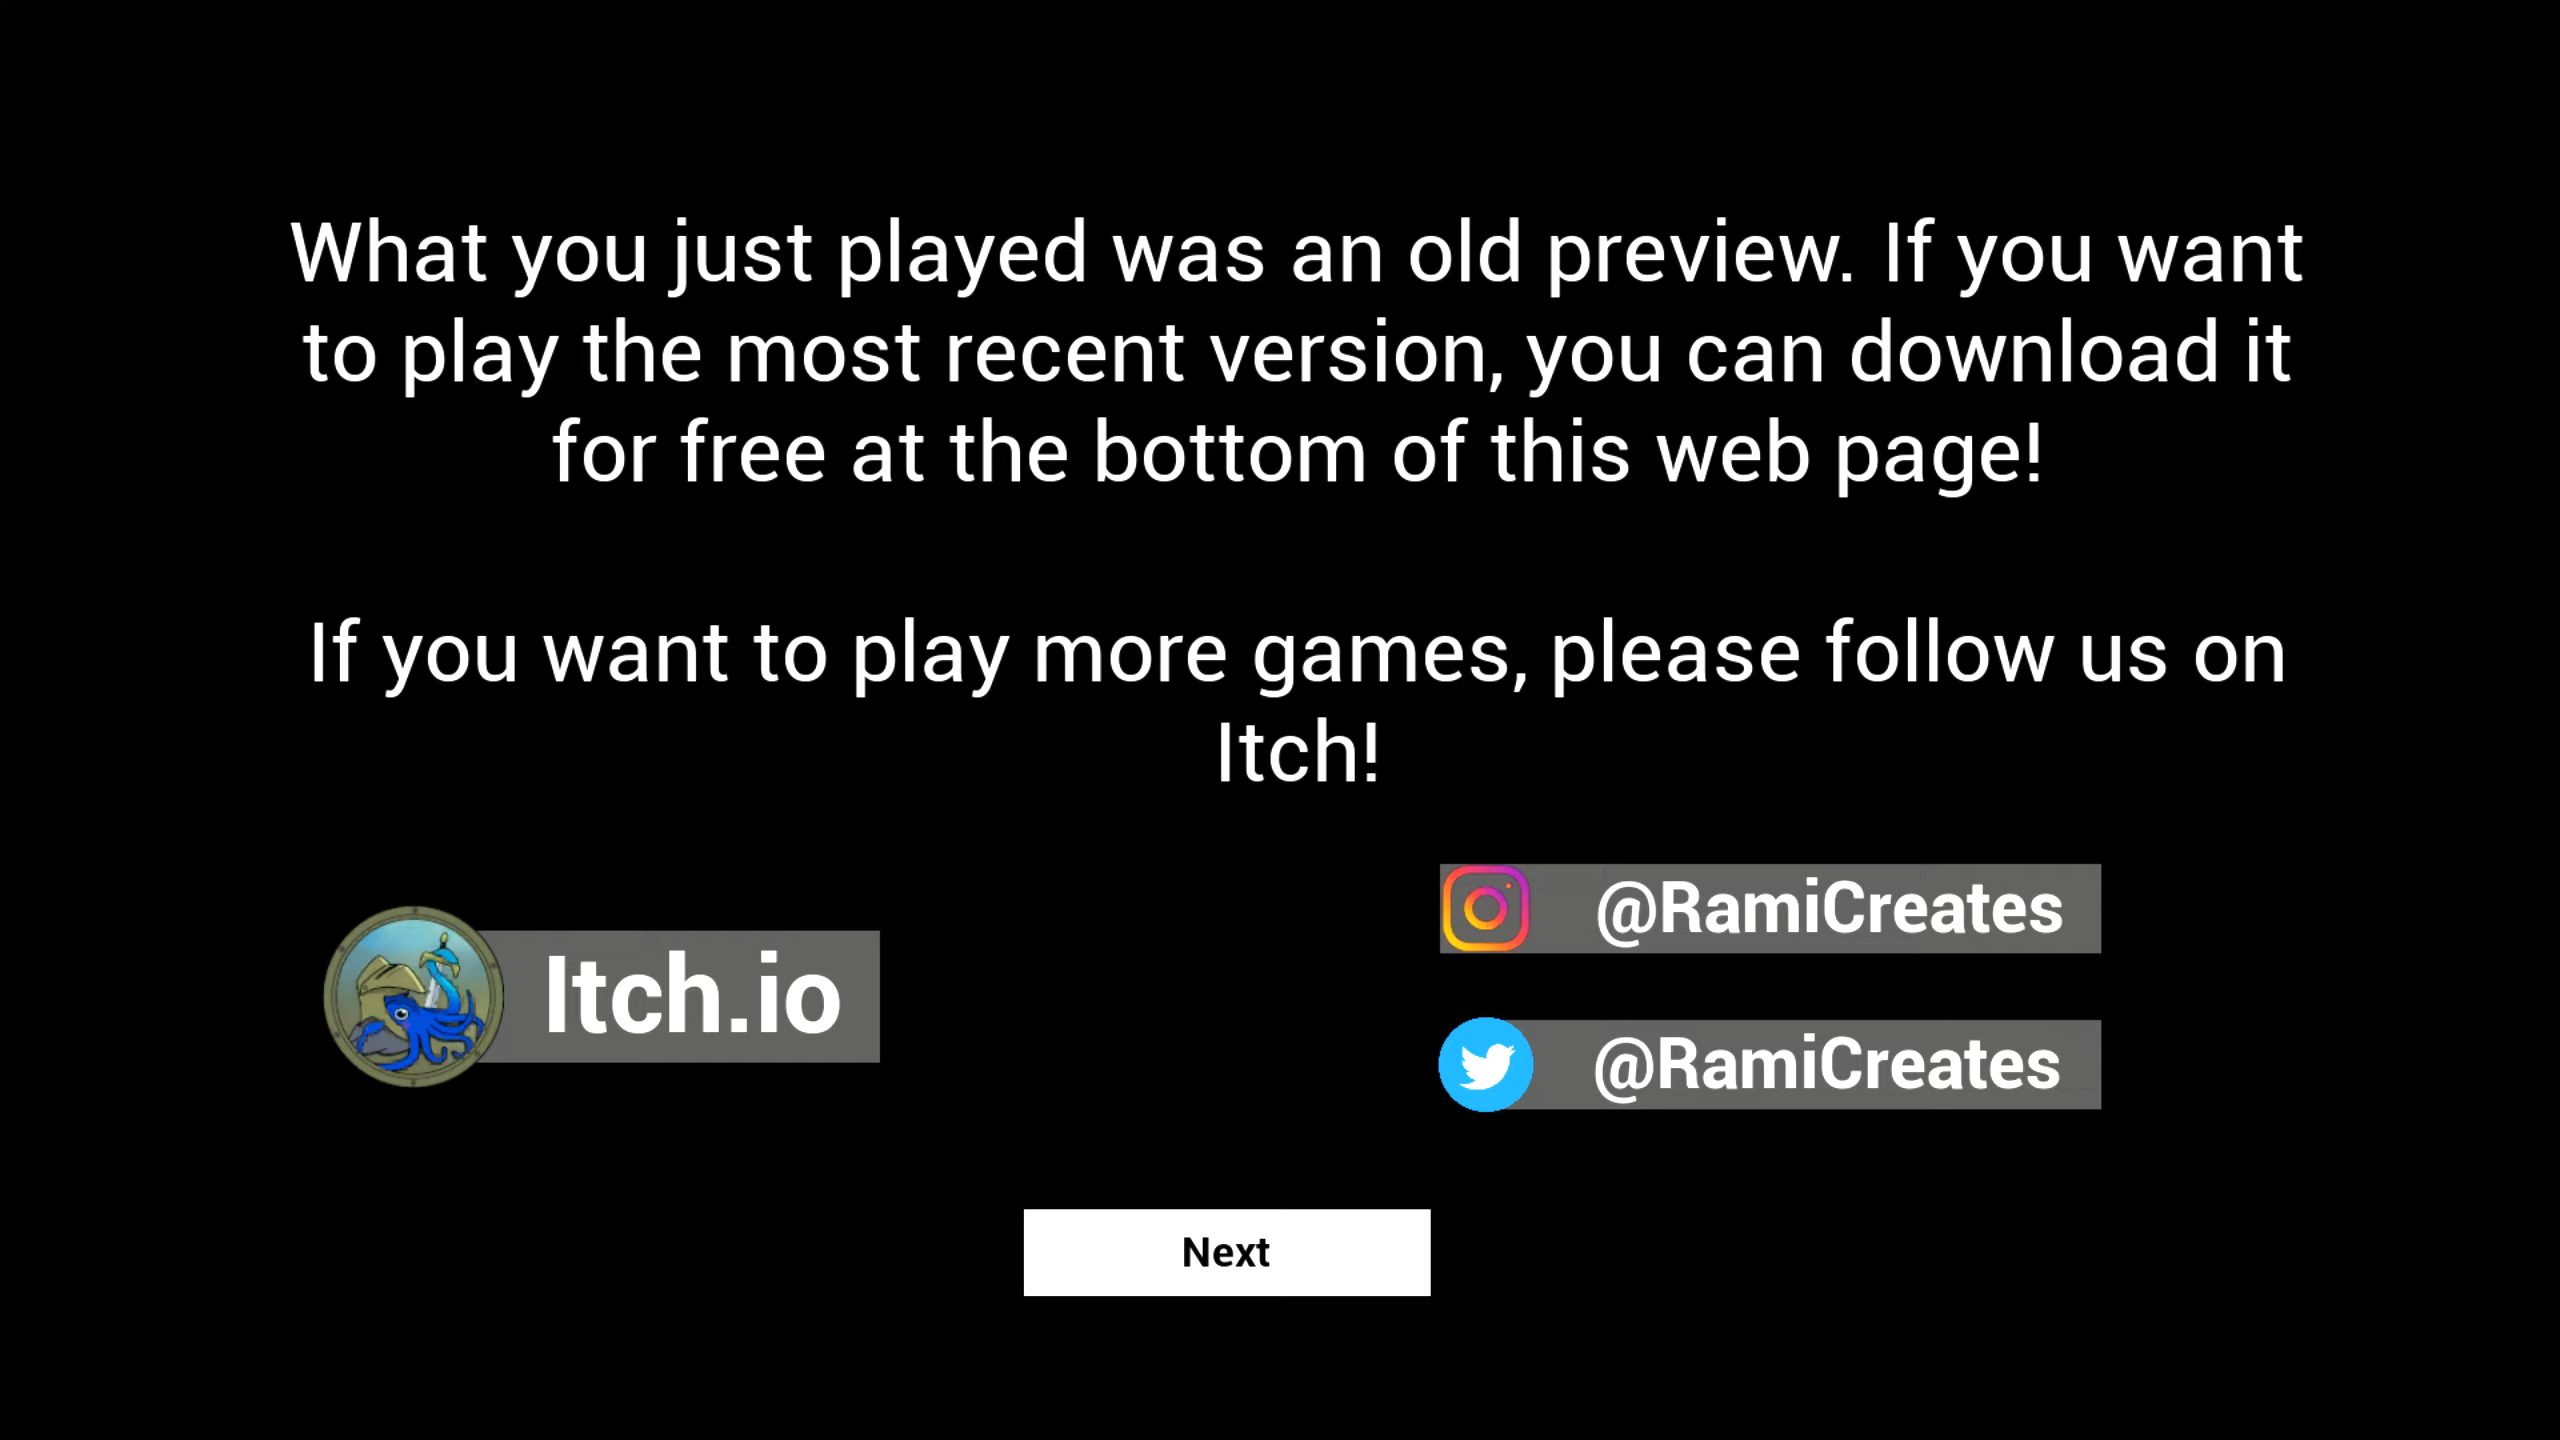 What you just played was an old preview. If you want
to play the most recent version, you can download it
for free at the bottom of this web page!
If you want to play more games, please follow us on
Itch!
Itch.io
@RamiCreates
@RamiCreates
Next